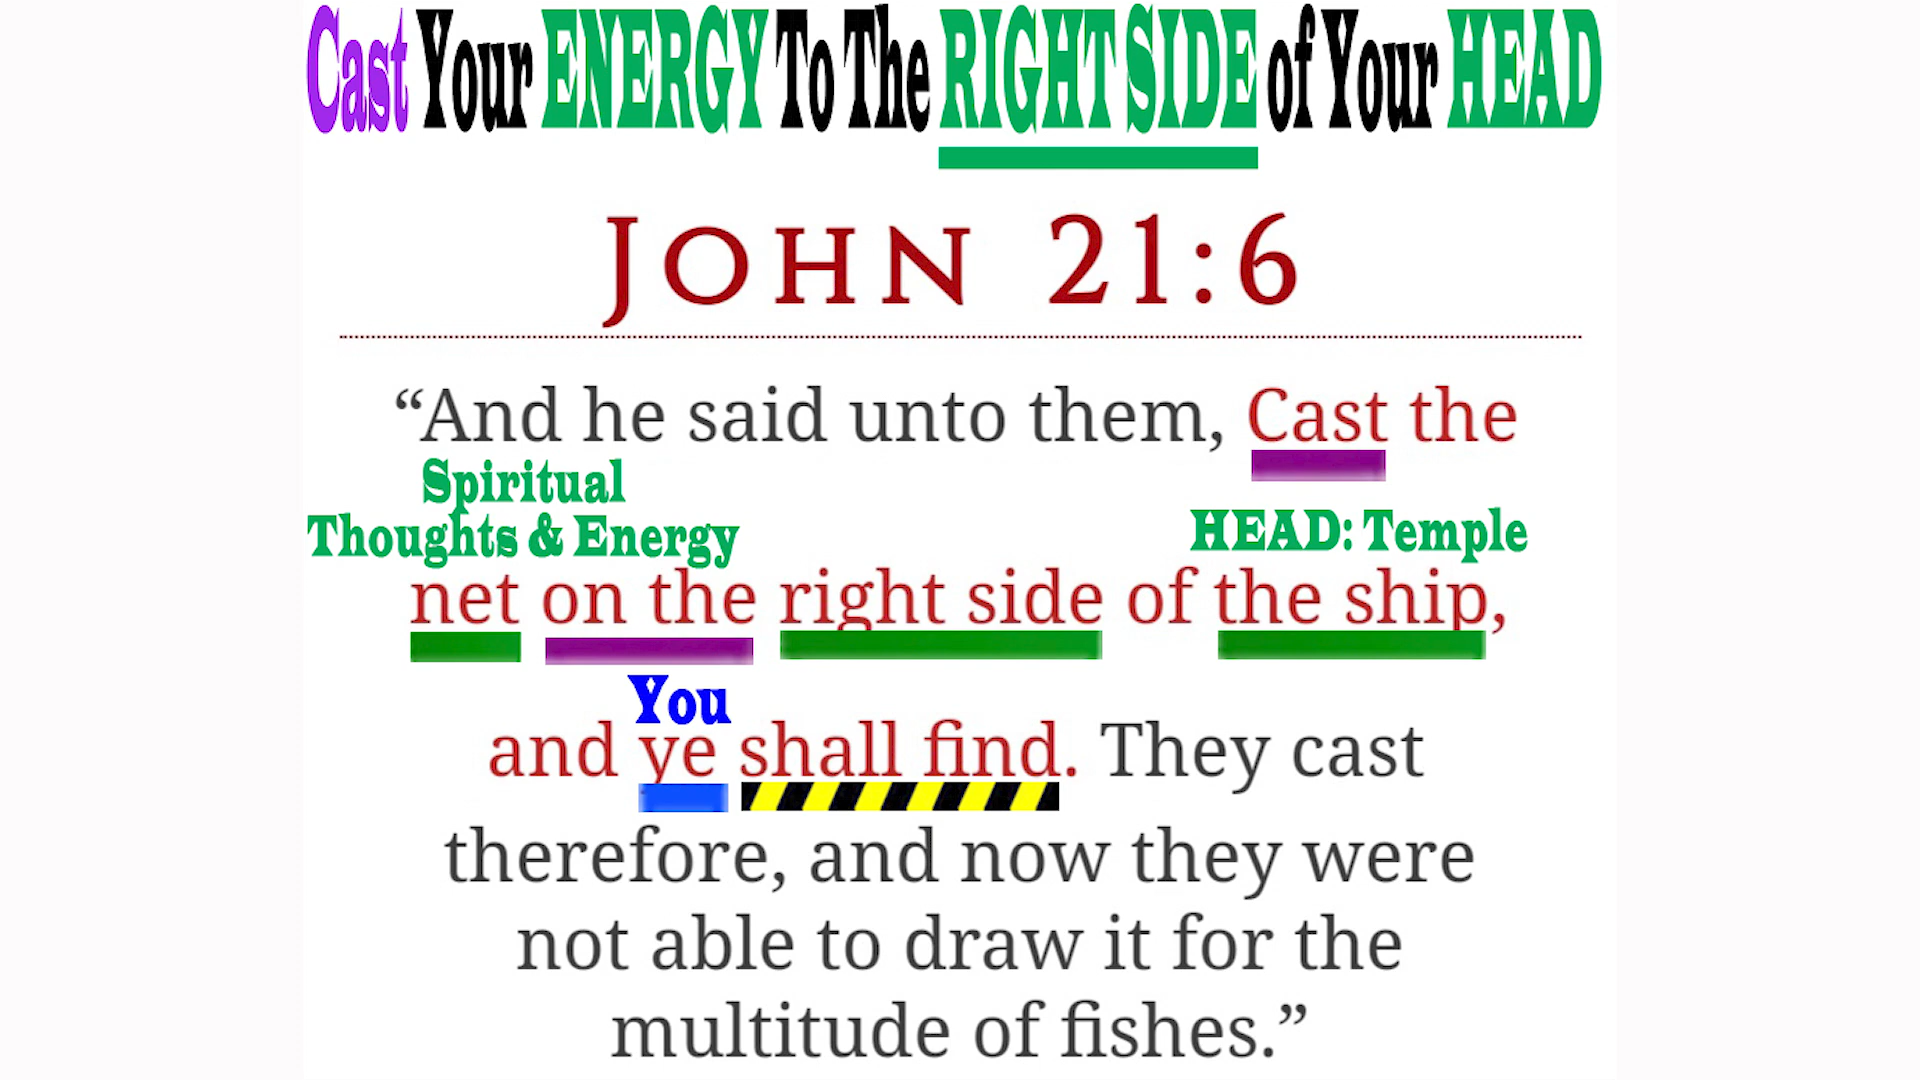 Cast Your ENERGY To The RIGHT SIDE of Your HEAD
JOHN 21:6
“And he said unto them, Cast the
Spiritual
Thoughts & Energy
HEAD: Temple
net on the right side of the ship,
You
and ye shall find. They cast
therefore, and now they were
not able to draw it for the
multitude of fishes.”